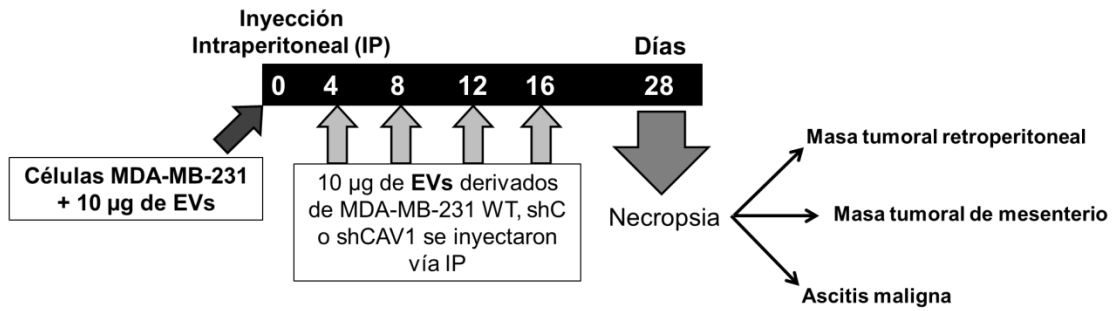 Inyección
Intraperitoneal (IP)
Días
0 4 8 12 16 28
Células MDA-MB-231
+ 10 µg de EVs
10 µg de EVs derivados
de MDA-MB-231 WT, shC
o shCAV1 se inyectaron
vía IP
Necropsia
Masa tumoral retroperitoneal
Masa tumoral de mesenterio
Ascitis maligna